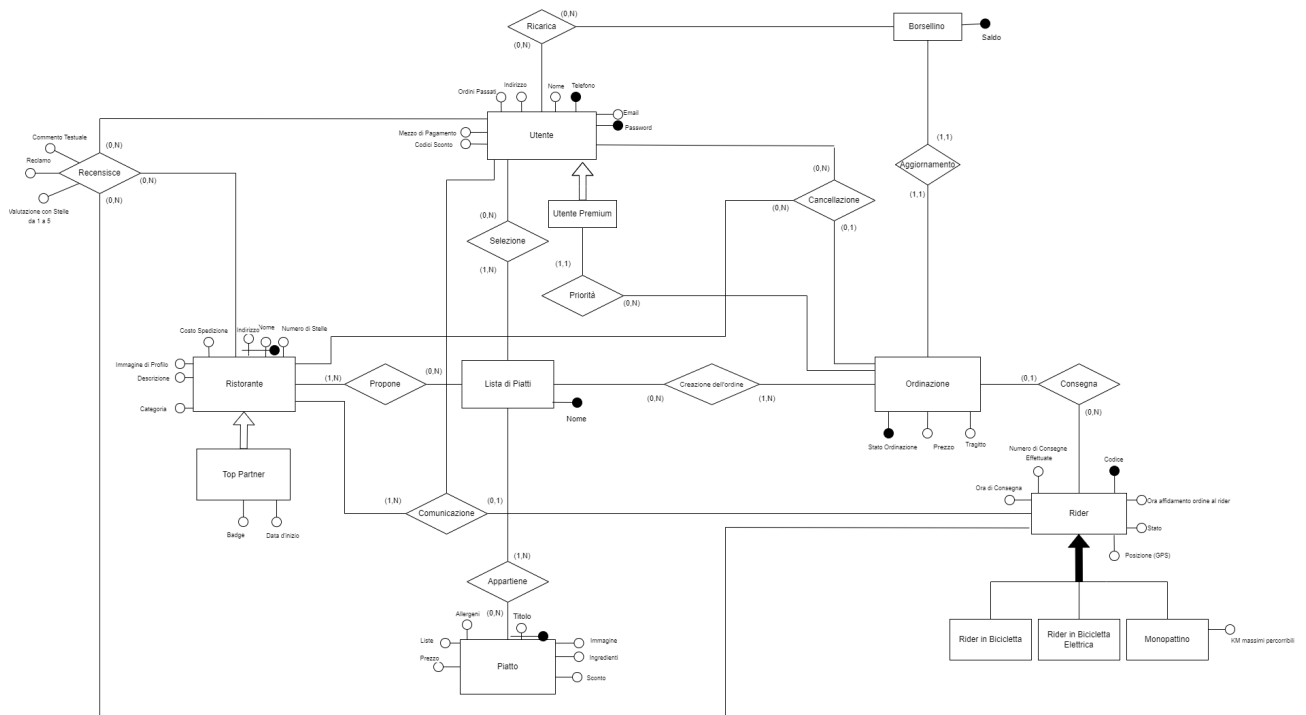 (0,N)
Ricarica
(0,N)
(0,N)
Borsellino
Saldo
Ordini Passati
Indirizzo
Nome
Telefono
Email
Password
Utente
Mezzo di Pagamento
Codici Sconto
Commento Testuale
Reclamo
Valutazione con Stelle
da 1 a 5
(0,N)
Recensisce
(0,N)
(0,N)
(1,1)
Aggiornamento
(1,1)
(0,N)
Cancellazione
(0,N)
(0,1)
Utente Premium
(0,N)
Selezione
(1,N)
(1,1)
Priorità
(0,N)
Costo Spedizione
Indirizzo
Nome
Numero di Stelle
Immagine di Profilo
Descrizione
Categoria
Ristorante
(1,N)
Propone
(0,N)
Lista di Piatti
Nome
Creazione dell'ordine
(0,N)
(1,N)
Ordinazione
Stato Ordinazione
Prezzo
Tragitto
(0,1)
Consegna
(0,N)
Top Partner
Badge
Data d'inizio
(1,N)
Comunicazione
(0,1)
Numero di Consegne
Effettuate
Codice
Ora di Consegna
Ora affidamento ordine al rider
Rider
Stato
Posizione (GPS)
(1,N)
Appartiene
(0,N)
Allergeni
Titolo
Liste
Prezzo
Piatto
Immagine
Ingredienti
Sconto
Rider in Bicicletta
Rider in Bicicletta
Elettrica
Monopattino
KM massimi percorribili